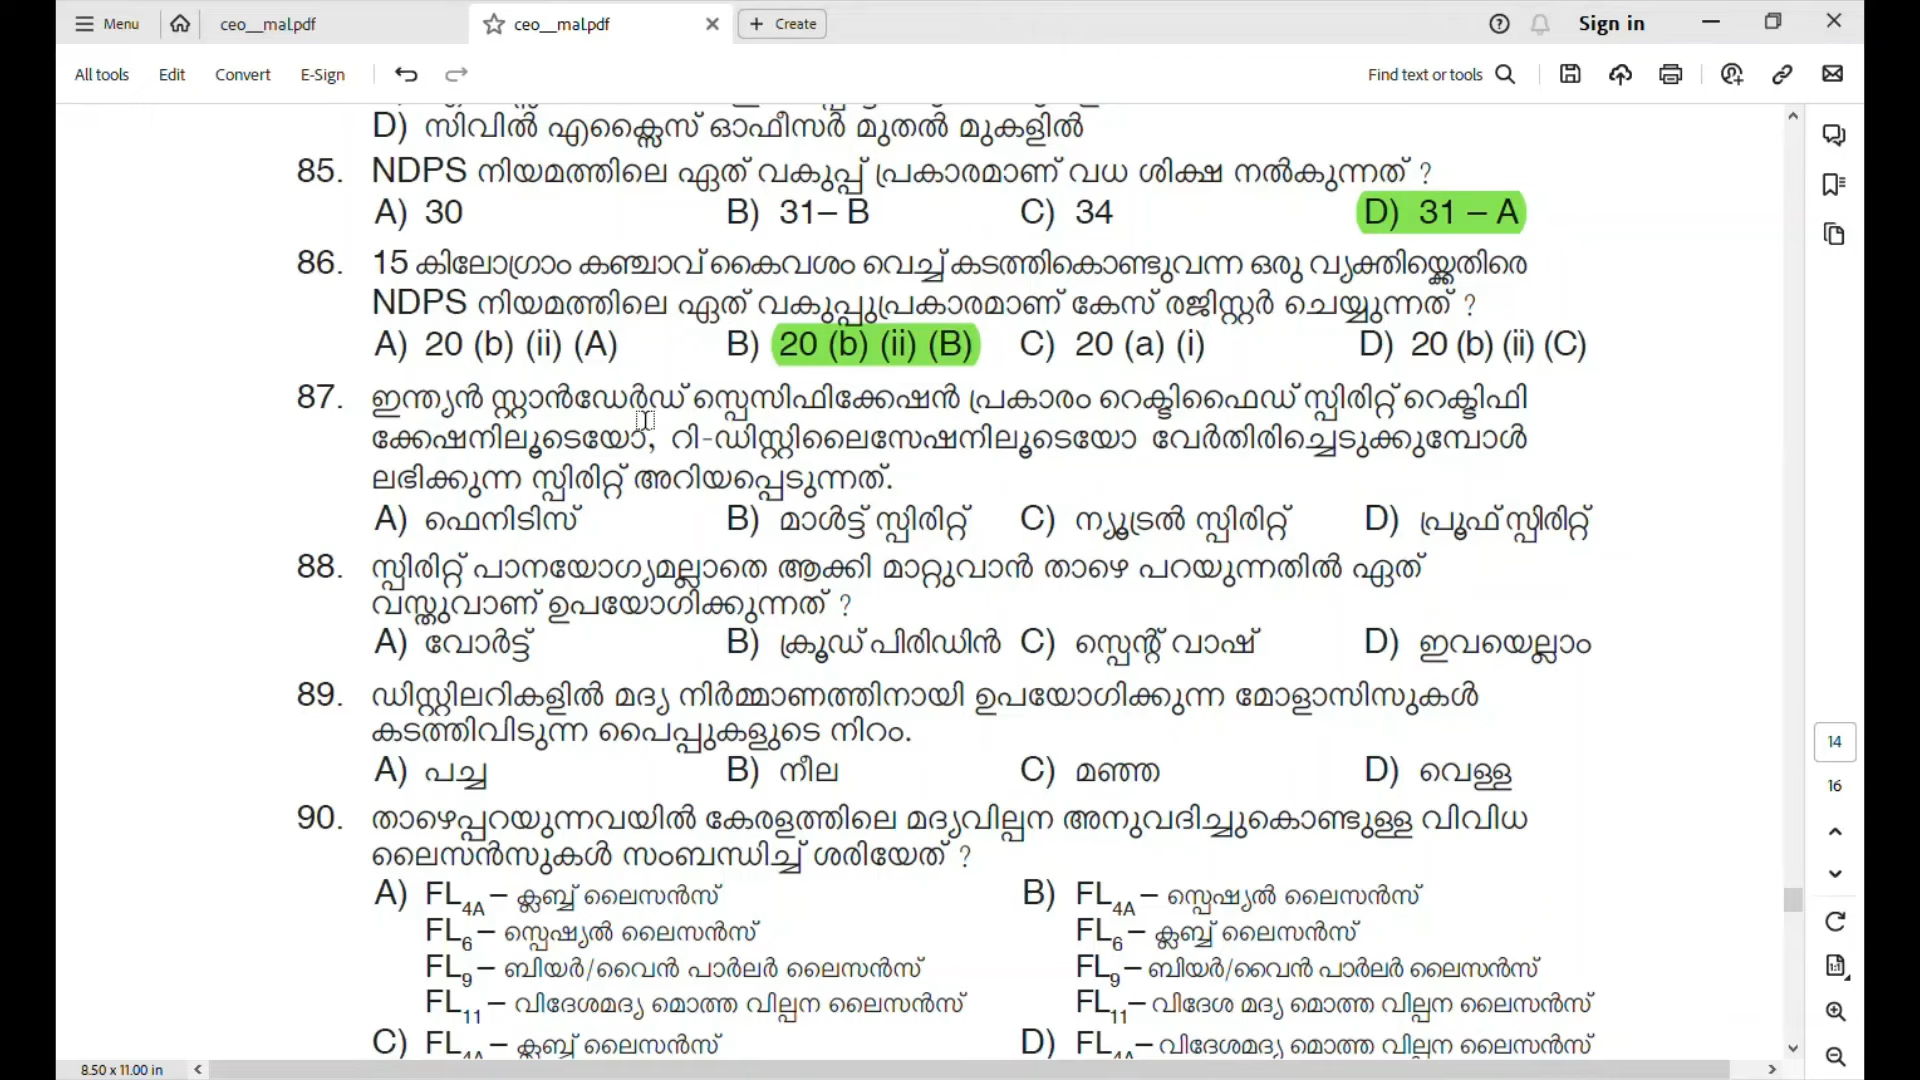 Menu
ceo__mal.pdf
ceo__mal.pdf
Create
Sign in
All tools
Edit
Convert
E-Sign
Find text or tools
D) സിവിൽ എക്സൈസ് ഓഫീസർ മുതൽ മുകളിൽ
85. NDPS നിയമത്തിലെ ഏത് വകുപ്പ് പ്രകാരമാണ് വധ ശിക്ഷ നൽകുന്നത് ?
A) 30 B) 31– B C) 34 D) 31 – A
86. 15 കിലോഗ്രാം കഞ്ചാവ് കൈവശം വെച്ച് കടത്തികൊണ്ടുവന്ന ഒരു വ്യക്തിയ്ക്കെതിരെ
NDPS നിയമത്തിലെ ഏത് വകുപ്പുപ്രകാരമാണ് കേസ് രജിസ്റ്റർ ചെയ്യുന്നത് ?
A) 20 (b) (ii) (A) B) 20 (b) (ii) (B) C) 20 (a) (i) D) 20 (b) (ii) (C)
87. ഇന്ത്യൻ സ്റ്റാൻഡേർഡ് സ്പെസിഫിക്കേഷൻ പ്രകാരം റെക്ടിഫൈഡ് സ്പിരിറ്റ് റെക്ടിഫി
ക്കേഷനിലൂടെയോ, റി-ഡിസ്റ്റിലൈസേഷനിലൂടെയോ വേർതിരിച്ചെടുക്കുമ്പോൾ
ലഭിക്കുന്ന സ്പിരിറ്റ് അറിയപ്പെടുന്നത്.
A) ഫെനിടിസ് B) മാൾട്ട് സ്പിരിറ്റ് C) ന്യൂട്രൽ സ്പിരിറ്റ് D) പ്രൂഫ് സ്പിരിറ്റ്
88. സ്പിരിറ്റ് പാനയോഗ്യമല്ലാതെ ആക്കി മാറ്റുവാൻ താഴെ പറയുന്നതിൽ ഏത്
വസ്തുവാണ് ഉപയോഗിക്കുന്നത് ?
A) വോർട്ട് B) ക്രൂഡ് പിരിഡിൻ C) സ്പെന്റ് വാഷ് D) ഇവയെല്ലാം
89. ഡിസ്റ്റിലറികളിൽ മദ്യ നിർമ്മാണത്തിനായി ഉപയോഗിക്കുന്ന മോളാസിസുകൾ
കടത്തിവിടുന്ന പൈപ്പുകളുടെ നിറം.
A) പച്ച B) നീല C) മഞ്ഞ D) വെള്ള
90. താഴെപ്പറയുന്നവയിൽ കേരളത്തിലെ മദ്യവില്പന അനുവദിച്ചുകൊണ്ടുള്ള വിവിധ
ലൈസൻസുകൾ സംബന്ധിച്ച് ശരിയേത് ?
A) FL4A – ക്ലബ്ബ് ലൈസൻസ് B) FL4A – സ്പെഷ്യൽ ലൈസൻസ്
FL6 – സ്പെഷ്യൽ ലൈസൻസ് FL6 – ക്ലബ്ബ് ലൈസൻസ്
FL9 – ബിയർ/വൈൻ പാർലർ ലൈസൻസ് FL9 – ബിയർ/വൈൻ പാർലർ ലൈസൻസ്
FL11 – വിദേശമദ്യ മൊത്ത വില്പന ലൈസൻസ് FL11 – വിദേശ മദ്യ മൊത്ത വില്പന ലൈസൻസ്
C) FL4A – ക്ലബ്ബ് ലൈസൻസ് D) FL4A – വിദേശമദ്യ മൊത്ത വില്പന ലൈസൻസ്
14
16
8.50 x 11.00 in